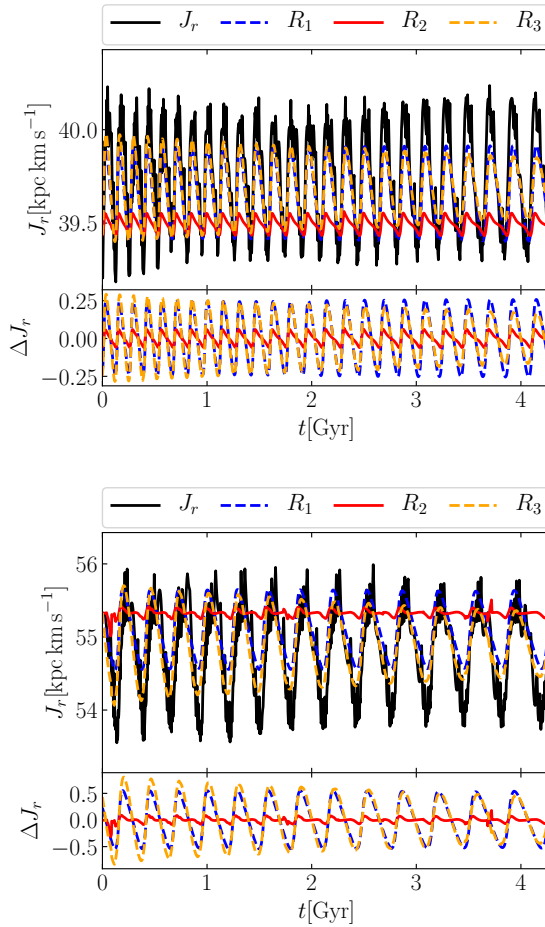 J_r R_1 R_2 R_3
J_r[kpc km s^{-1}]
40.0
39.5
ΔJ_r
0.25
0.00
−0.25
0 1 2 3 4
t[Gyr]
J_r R_1 R_2 R_3
J_r[kpc km s^{-1}]
56
55
54
ΔJ_r
0.5
0.0
−0.5
0 1 2 3 4
t[Gyr]